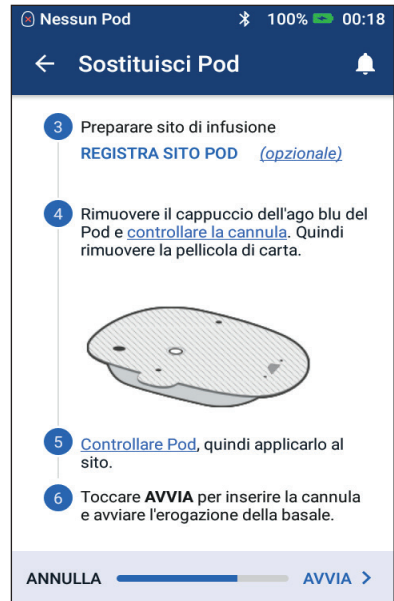 Nessun Pod 100% 00:18
Sostituisci Pod
3 Preparare sito di infusione
REGISTRA SITO POD (opzionale)
4 Rimuovere il cappuccio dell'ago blu del
Pod e controllare la cannula. Quindi
rimuovere la pellicola di carta.
5 Controllare Pod, quindi applicarlo al
sito.
6 Toccare AVVIA per inserire la cannula
e avviare l'erogazione della basale.
ANNULLA AVVIA